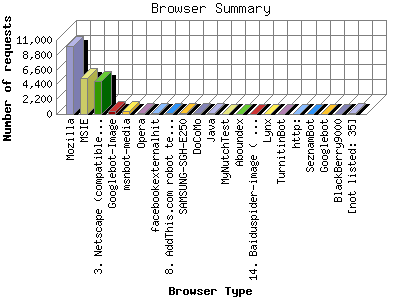 Browser Summary
Number of requests
11,000
8,800
6,600
4,400
2,200
0
Mozilla
MSIE
3. Netscape (compatible...
Googlebot-Image
msnbot-media
Opera
facebookexternalhit
8. AddThis.com robot te...
SAMSUNG-SGH-E250
DoCoMo
Java
MyNutchTest
Aboundex
14. Baiduspider-image ( ...
Lynx
TurnitinBot
http:
SeznamBot
Googlebot
BlackBerry9000
[not listed: 35]
Browser Type